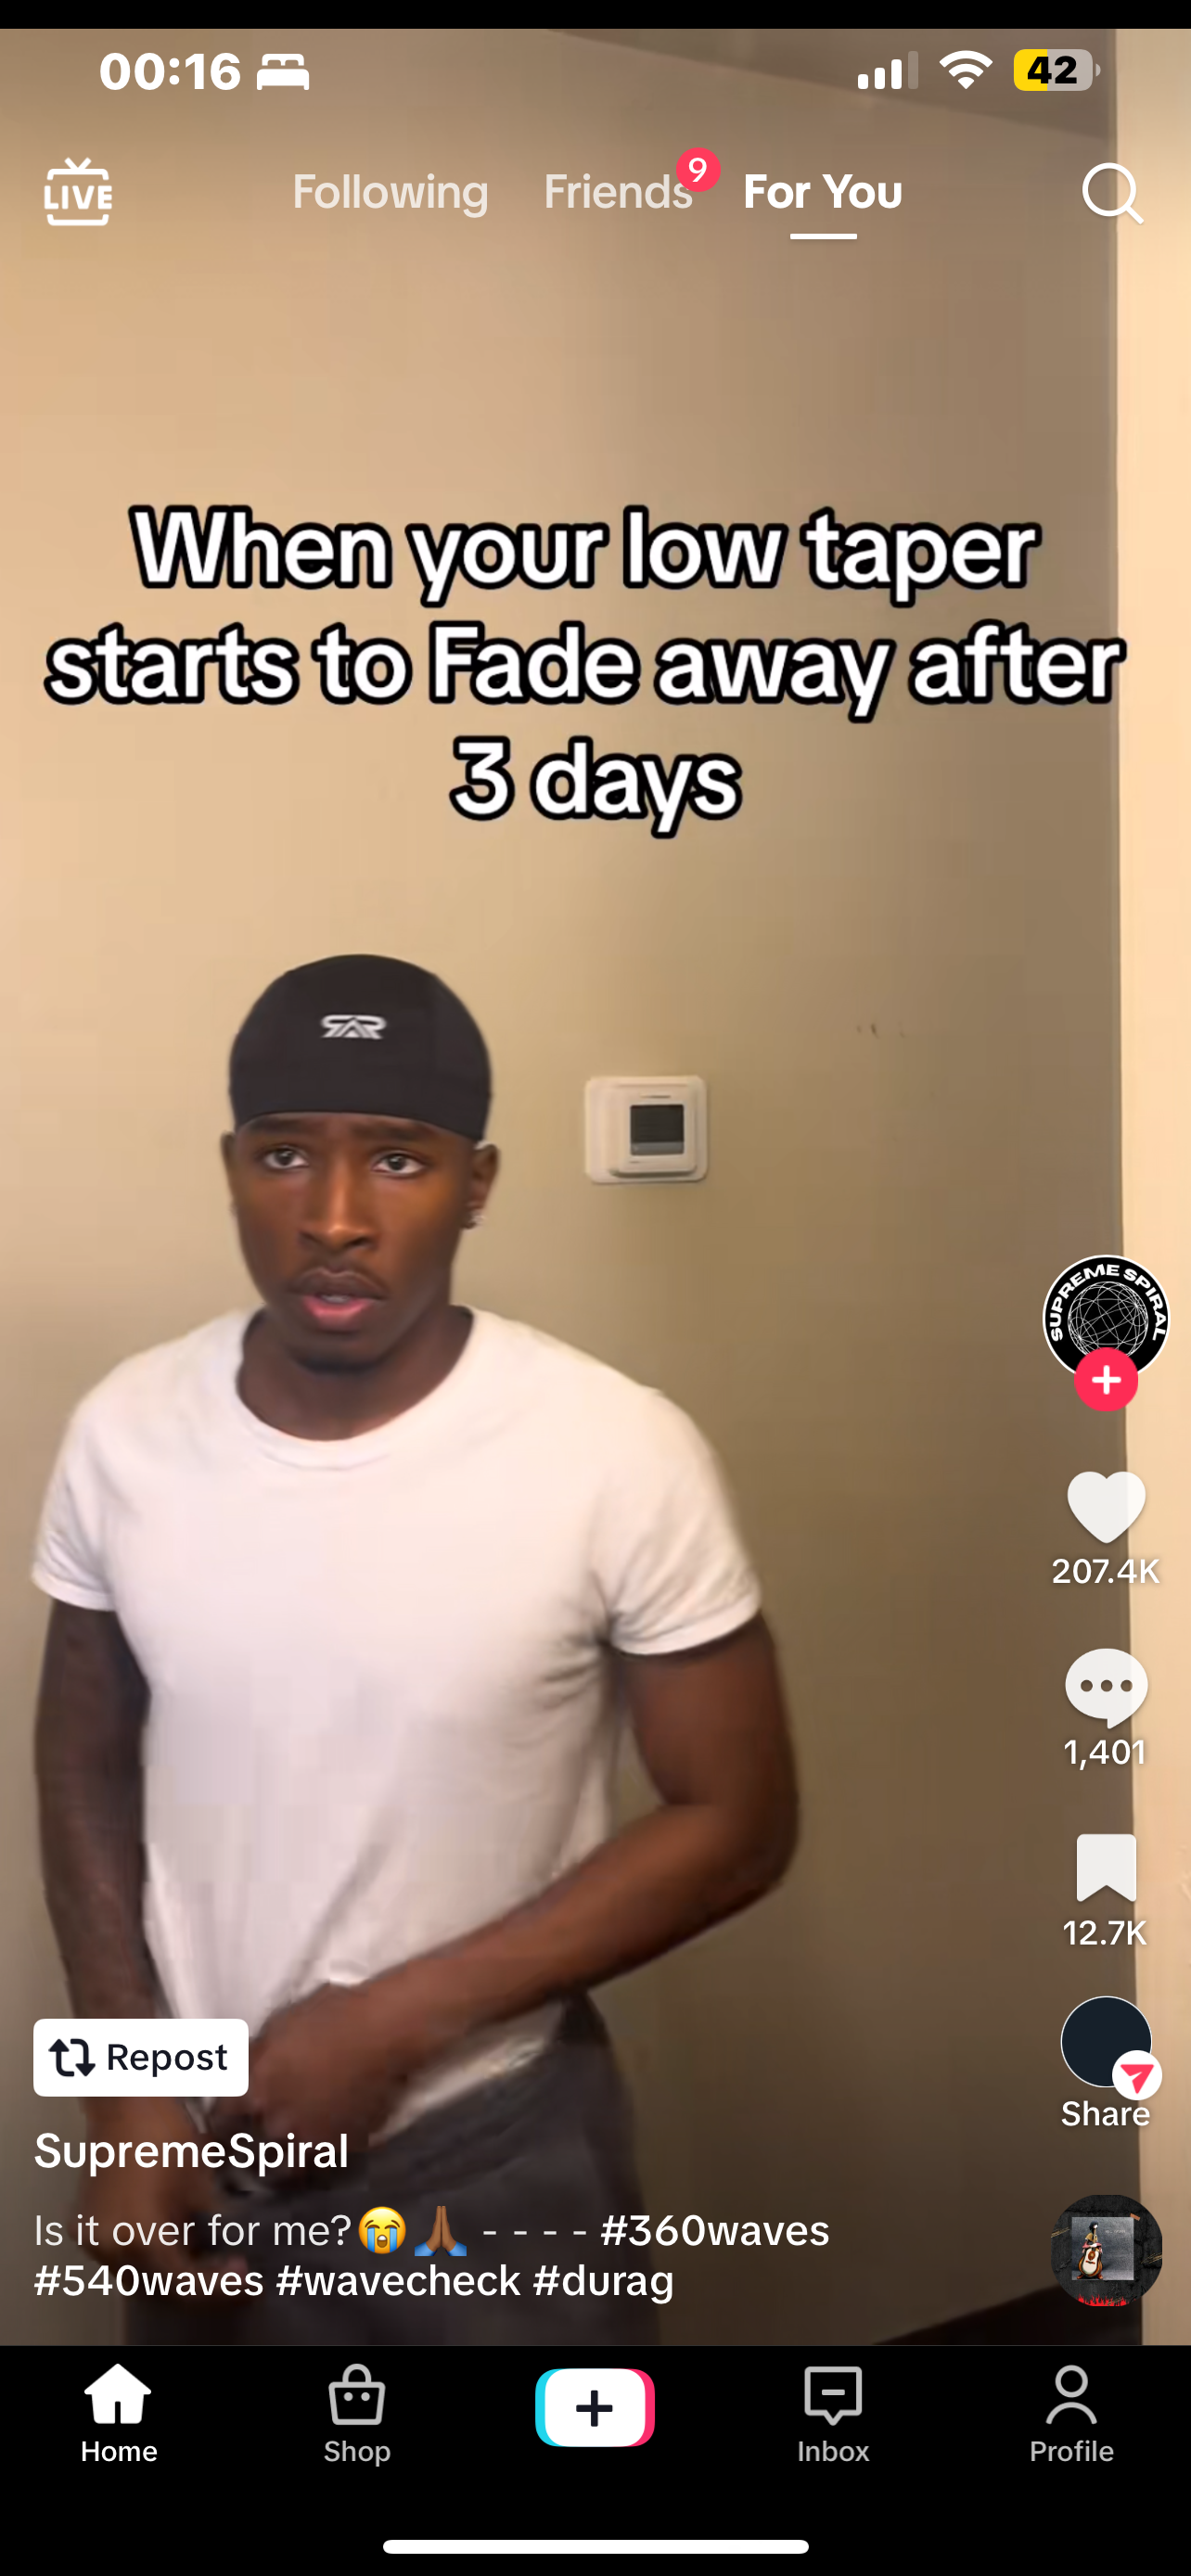 00:16
42
LIVE
Following
Friends
9
For You
When your low taper
starts to Fade away after
3 days
SUPREME SPIRAL
207.4K
1,401
12.7K
Share
Repost
SupremeSpiral
Is it over for me?😭🙏🏾 - - - - #360waves
#540waves #wavecheck #durag
Home
Shop
Inbox
Profile